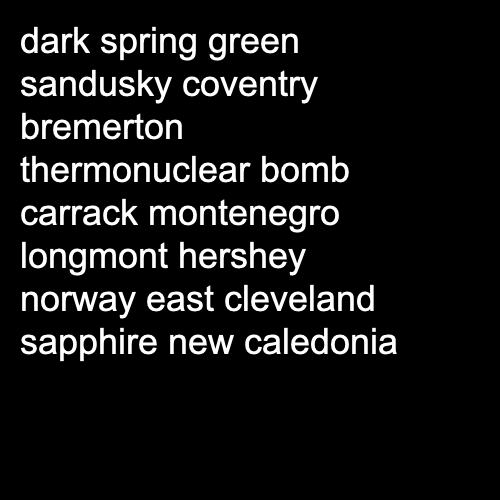 dark spring green
sandusky coventry
bremerton
thermonuclear bomb
carrack montenegro
longmont hershey
norway east cleveland
sapphire new caledonia